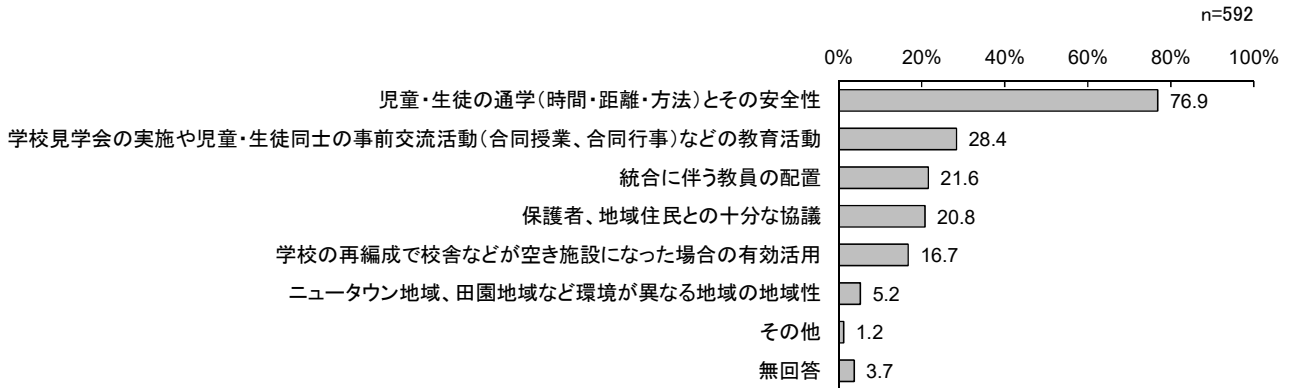 n=592
0% 20% 40% 60% 80% 100%
児童・生徒の通学(時間・距離・方法)とその安全性 76.9
学校見学会の実施や児童・生徒同士の事前交流活動(合同授業、合同行事)などの教育活動 28.4
統合に伴う教員の配置 21.6
保護者、地域住民との十分な協議 20.8
学校の再編成で校舎などが空き施設になった場合の有効活用 16.7
ニュータウン地域、田園地域など環境が異なる地域の地域性 5.2
その他 1.2
無回答 3.7